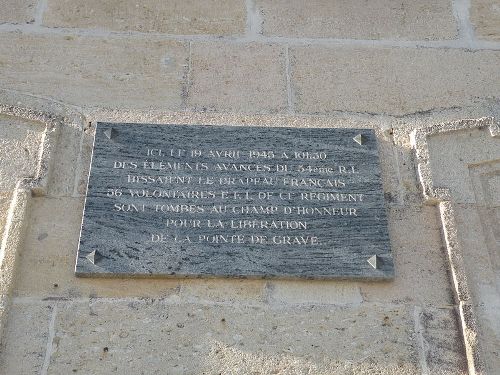 ICI LE 19 AVRIL 1945 A 10H30
DES ÉLÉMENTS AVANCÉS DU 34ème R.I.
HISSAIENT LE DRAPEAU FRANÇAIS
56 VOLONTAIRES E.F.I. DE CE RÉGIMENT
SONT TOMBÉS AU CHAMP D'HONNEUR
POUR LA LIBÉRATION
DE LA POINTE DE GRAVE